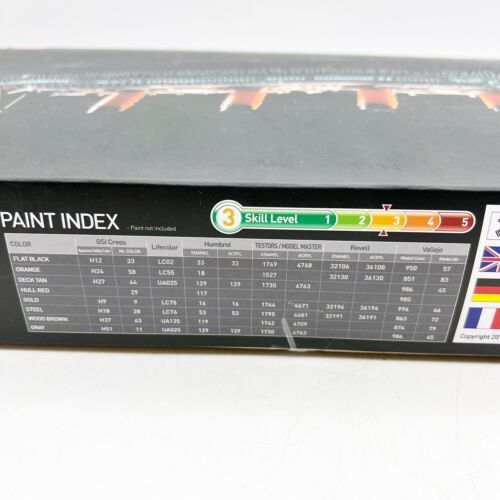 PAINT INDEX - Paint not included
3 Skill Level 1 2 3 4 5
COLOR GSI Creos Lifecolor Humbrol TESTORS / MODEL MASTER Revell Vallejo
Aqueous Hobby Color Mr. COLOR ENAMEL ACRYL ENAMEL ACRYL ENAMEL ACRYL Model Color Model Air
FLAT BLACK H12 33 LC02 33 33 1749 4768 32106 36108 950 57
ORANGE H24 58 LC55 18 1527 32130 36130 851 83
DECK TAN H27 44 UA025 129 129 1730 4763 986 45
HULL RED 29 117 985
GOLD H9 9 LC75 16 16 1744 4671 32194 36194 996 66
STEEL H18 28 LC76 53 53 1795 4681 32191 36191 863 72
WOOD BROWN H37 43 UA125 119 1742 4709 874 79
GRAY H51 11 UA025 129 129 1730 4763 986 45
Copyright 20